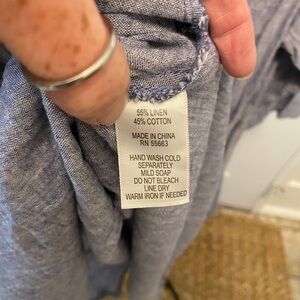 55% LINEN
45% COTTON
MADE IN CHINA
RN 55663
HAND WASH COLD
SEPARATELY
MILD SOAP
DO NOT BLEACH
LINE DRY
WARM IRON IF NEEDED